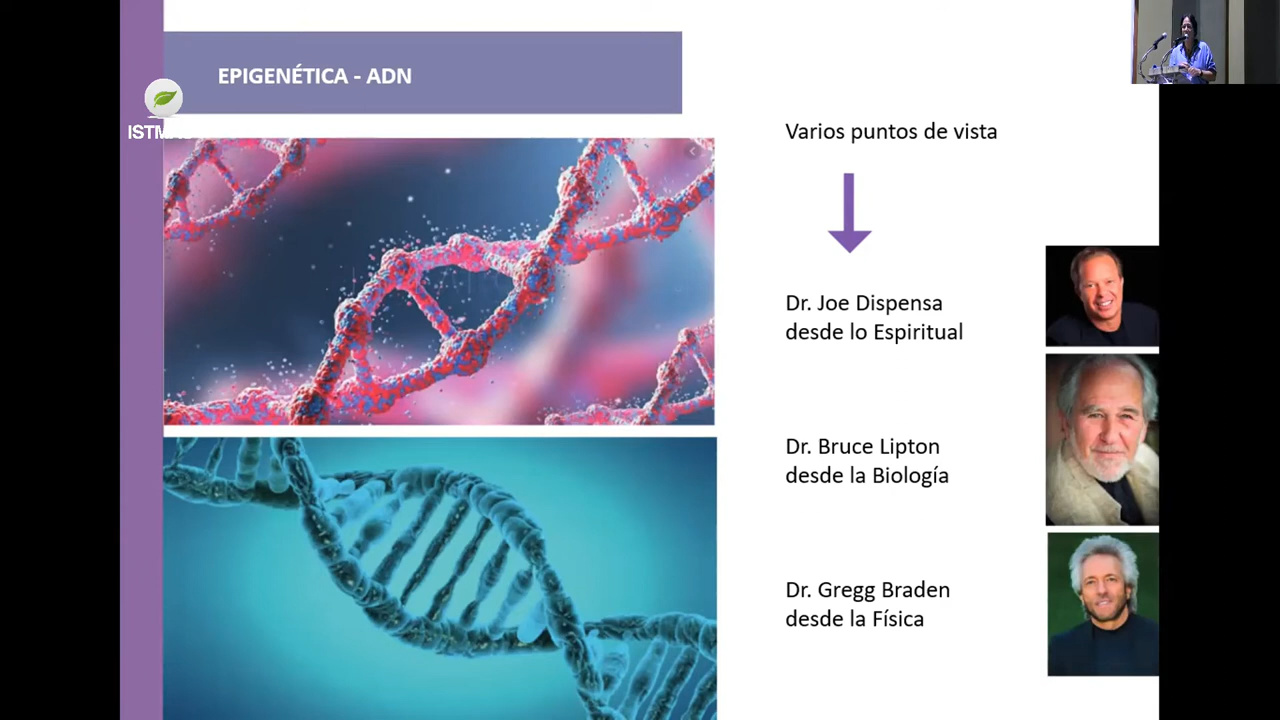 EPIGENÉTICA - ADN
Varios puntos de vista
Dr. Joe Dispensa
desde lo Espiritual
Dr. Bruce Lipton
desde la Biología
Dr. Gregg Braden
desde la Física